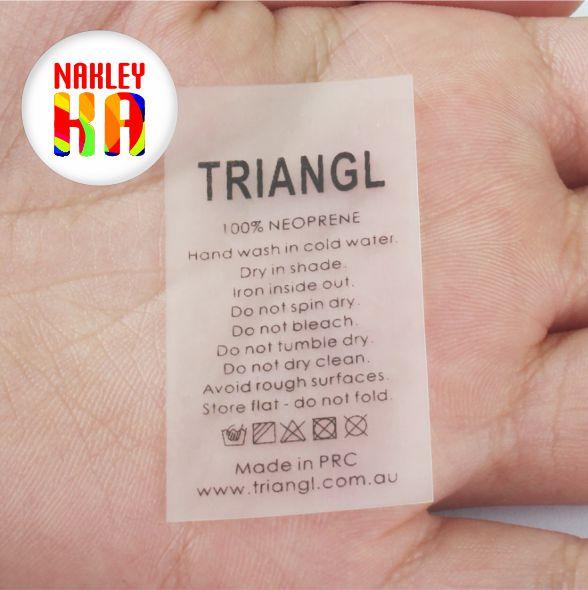 NAKLEY
KA
TRIANGL
100% NEOPRENE
Hand wash in cold water.
Dry in shade.
Iron inside out.
Do not spin dry.
Do not bleach.
Do not tumble dry.
Do not dry clean.
Avoid rough surfaces.
Store flat - do not fold.
Made in PRC
www.triangl.com.au